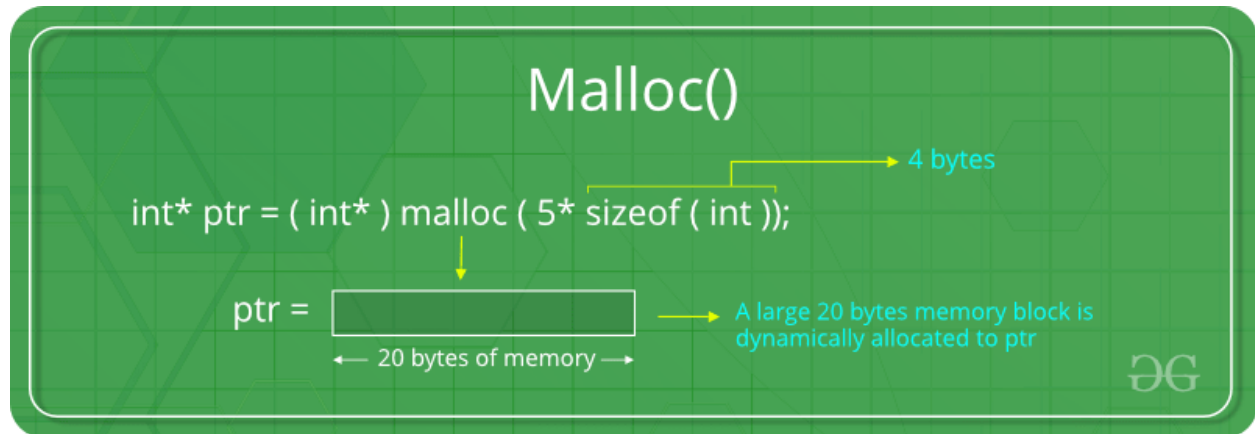 Malloc()
4 bytes
int* ptr = ( int* ) malloc ( 5* sizeof ( int ));
ptr =
A large 20 bytes memory block is
dynamically allocated to ptr
20 bytes of memory